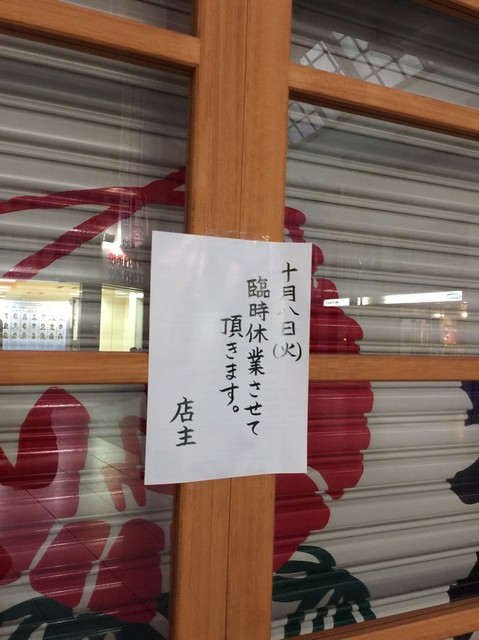 十月八日(火)
臨時休業させて
頂きます。
店主